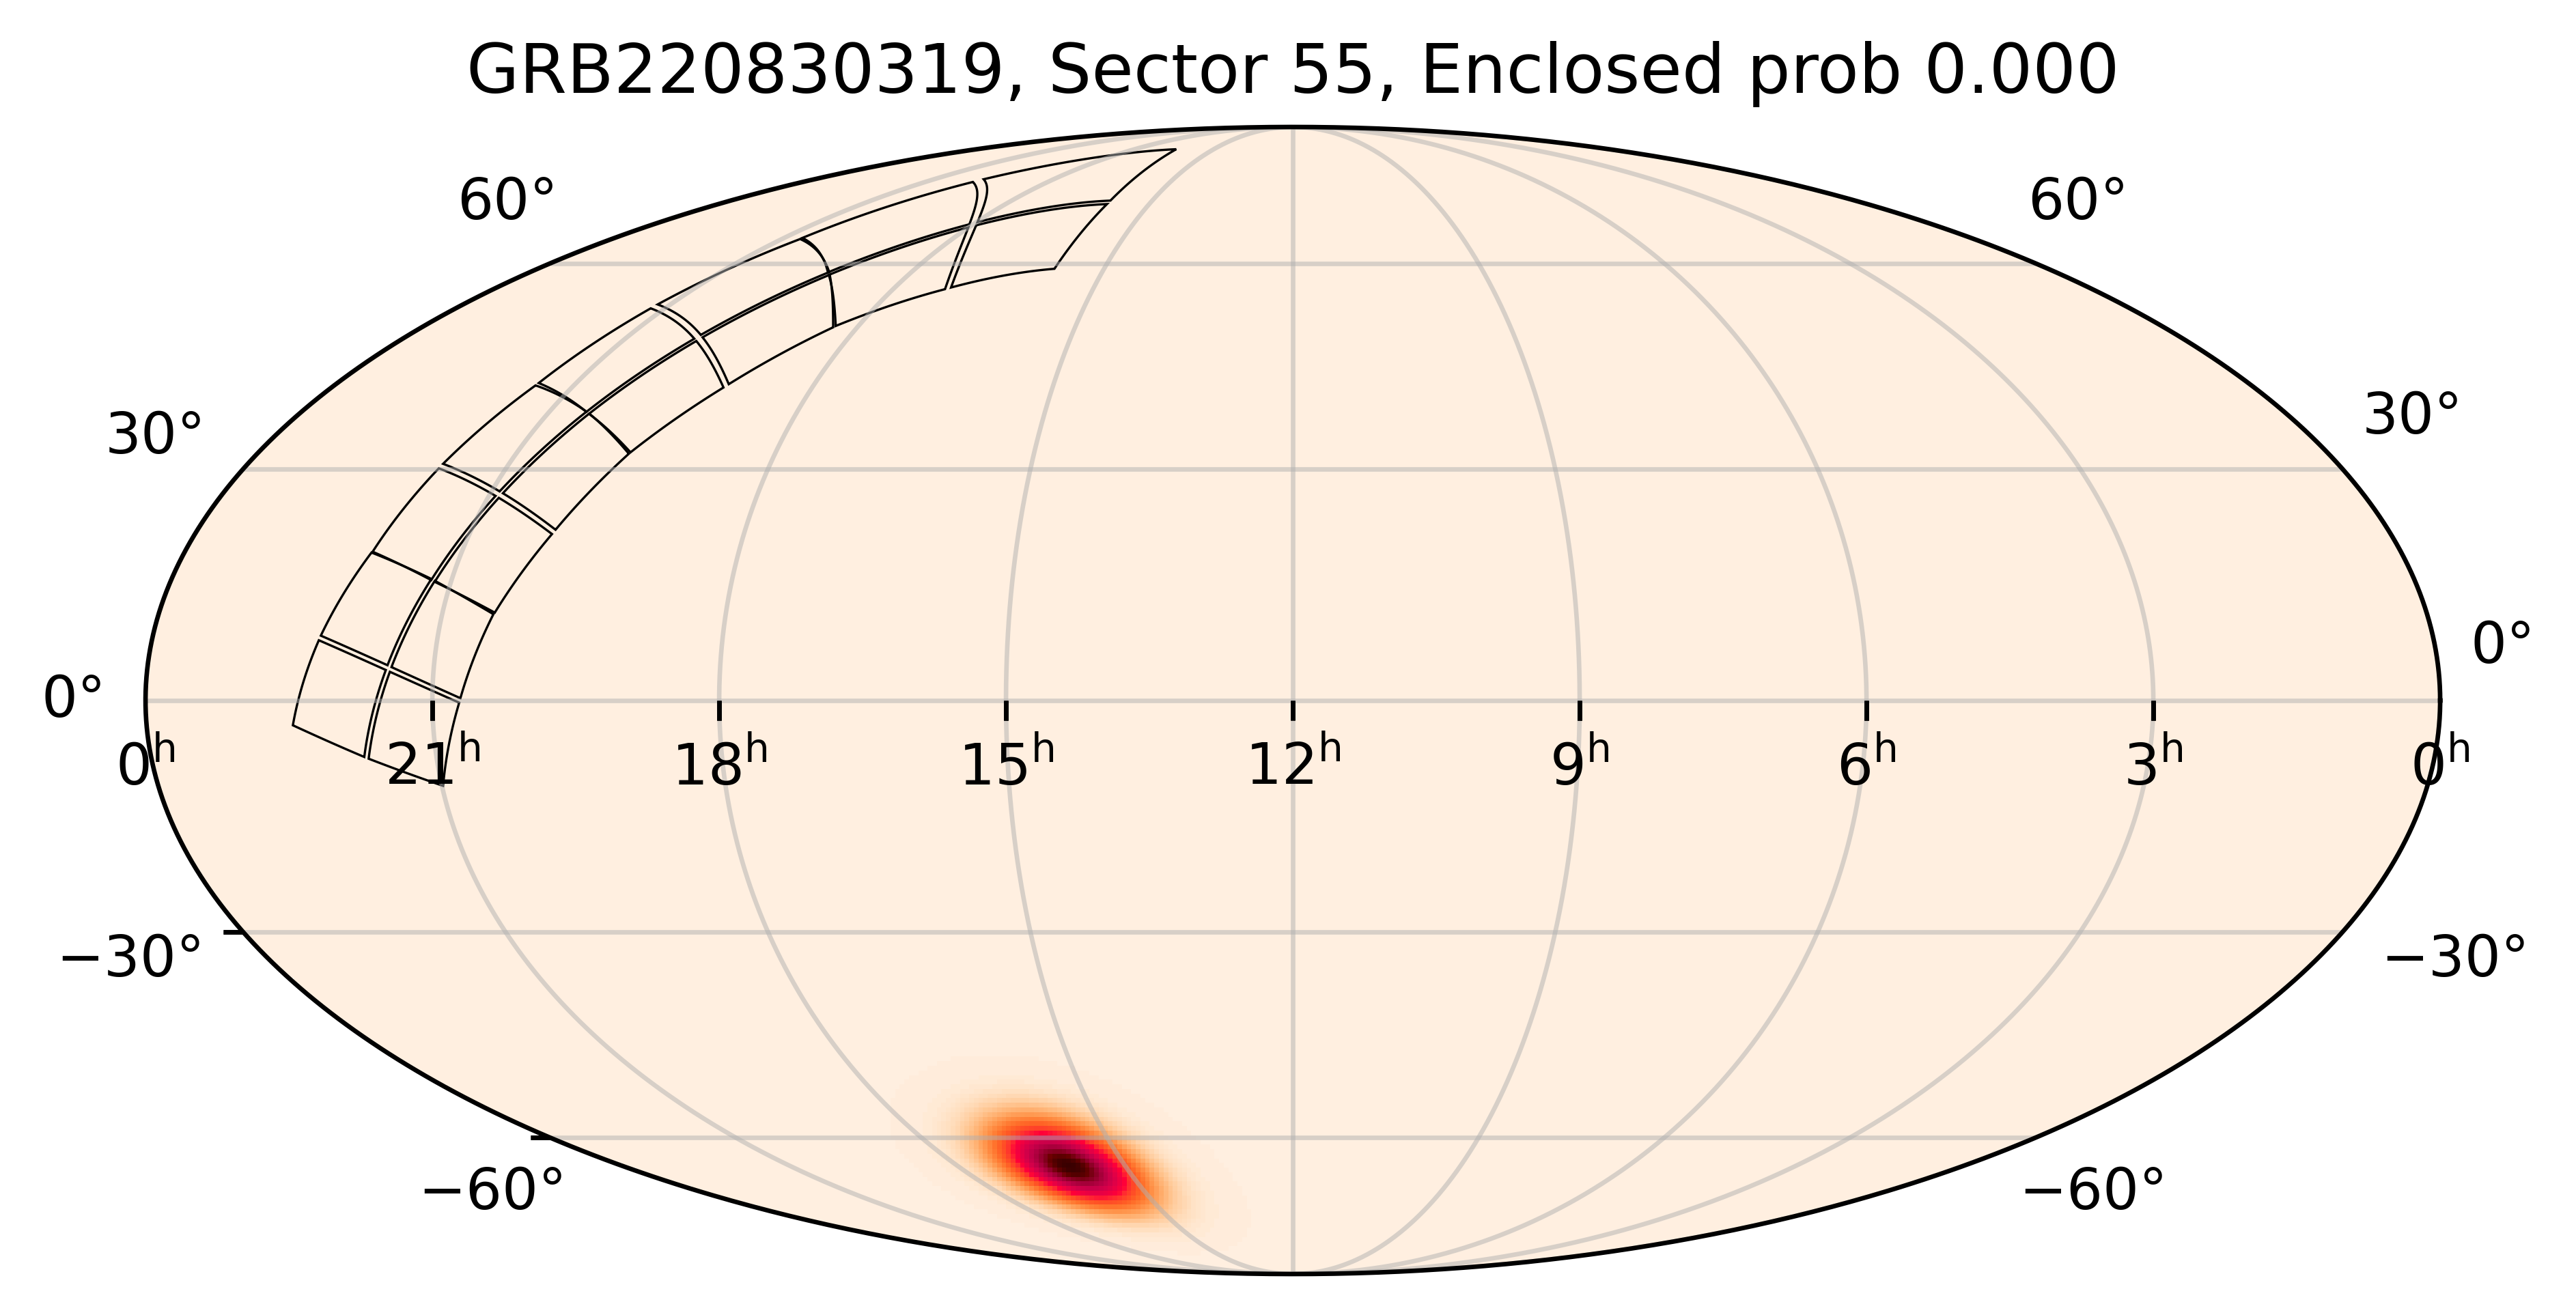 GRB220830319, Sector 55, Enclosed prob 0.000
60° 60°
30° 30°
0° 0°
0ʰ 21ʰ 18ʰ 15ʰ 12ʰ 9ʰ 6ʰ 3ʰ 0ʰ
−30° −30°
−60° −60°